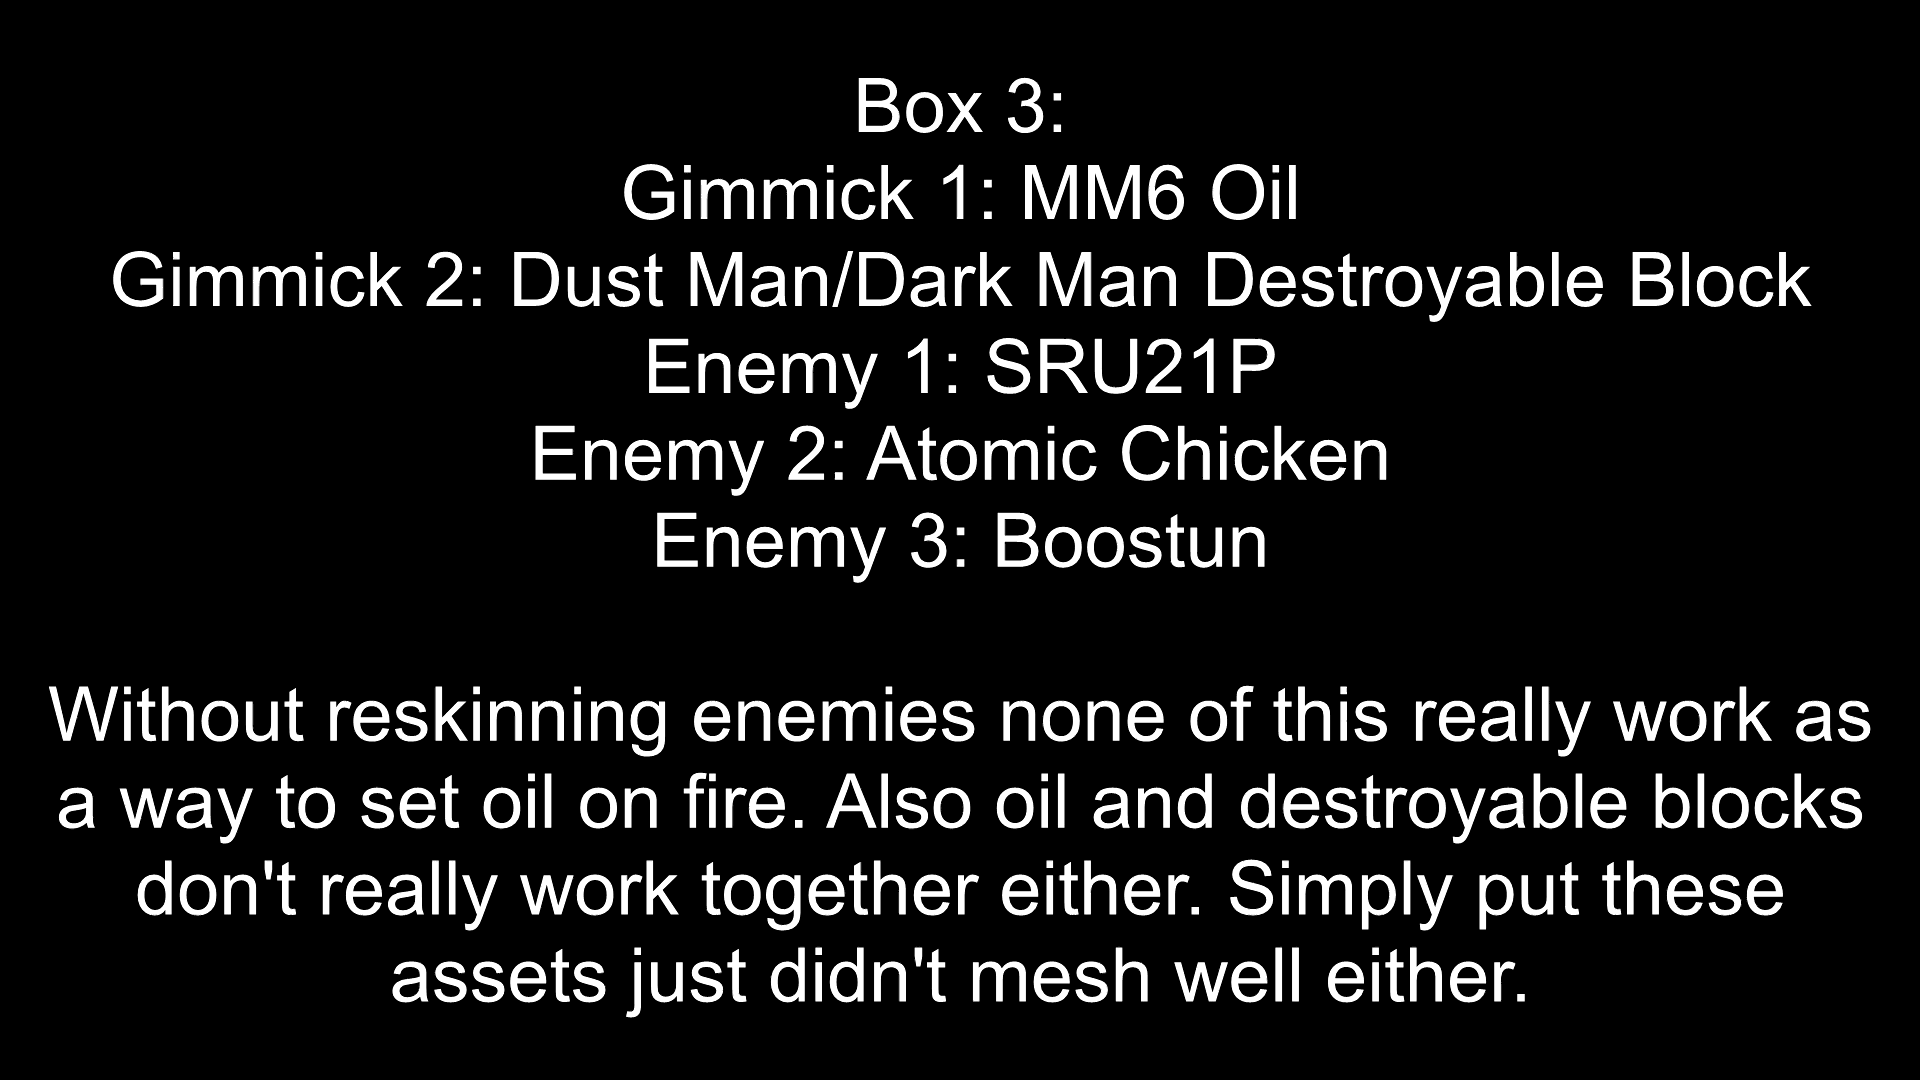 Box 3:
Gimmick 1: MM6 Oil
Gimmick 2: Dust Man/Dark Man Destroyable Block
Enemy 1: SRU21P
Enemy 2: Atomic Chicken
Enemy 3: Boostun
Without reskinning enemies none of this really work as
a way to set oil on fire. Also oil and destroyable blocks
don't really work together either. Simply put these
assets just didn't mesh well either.